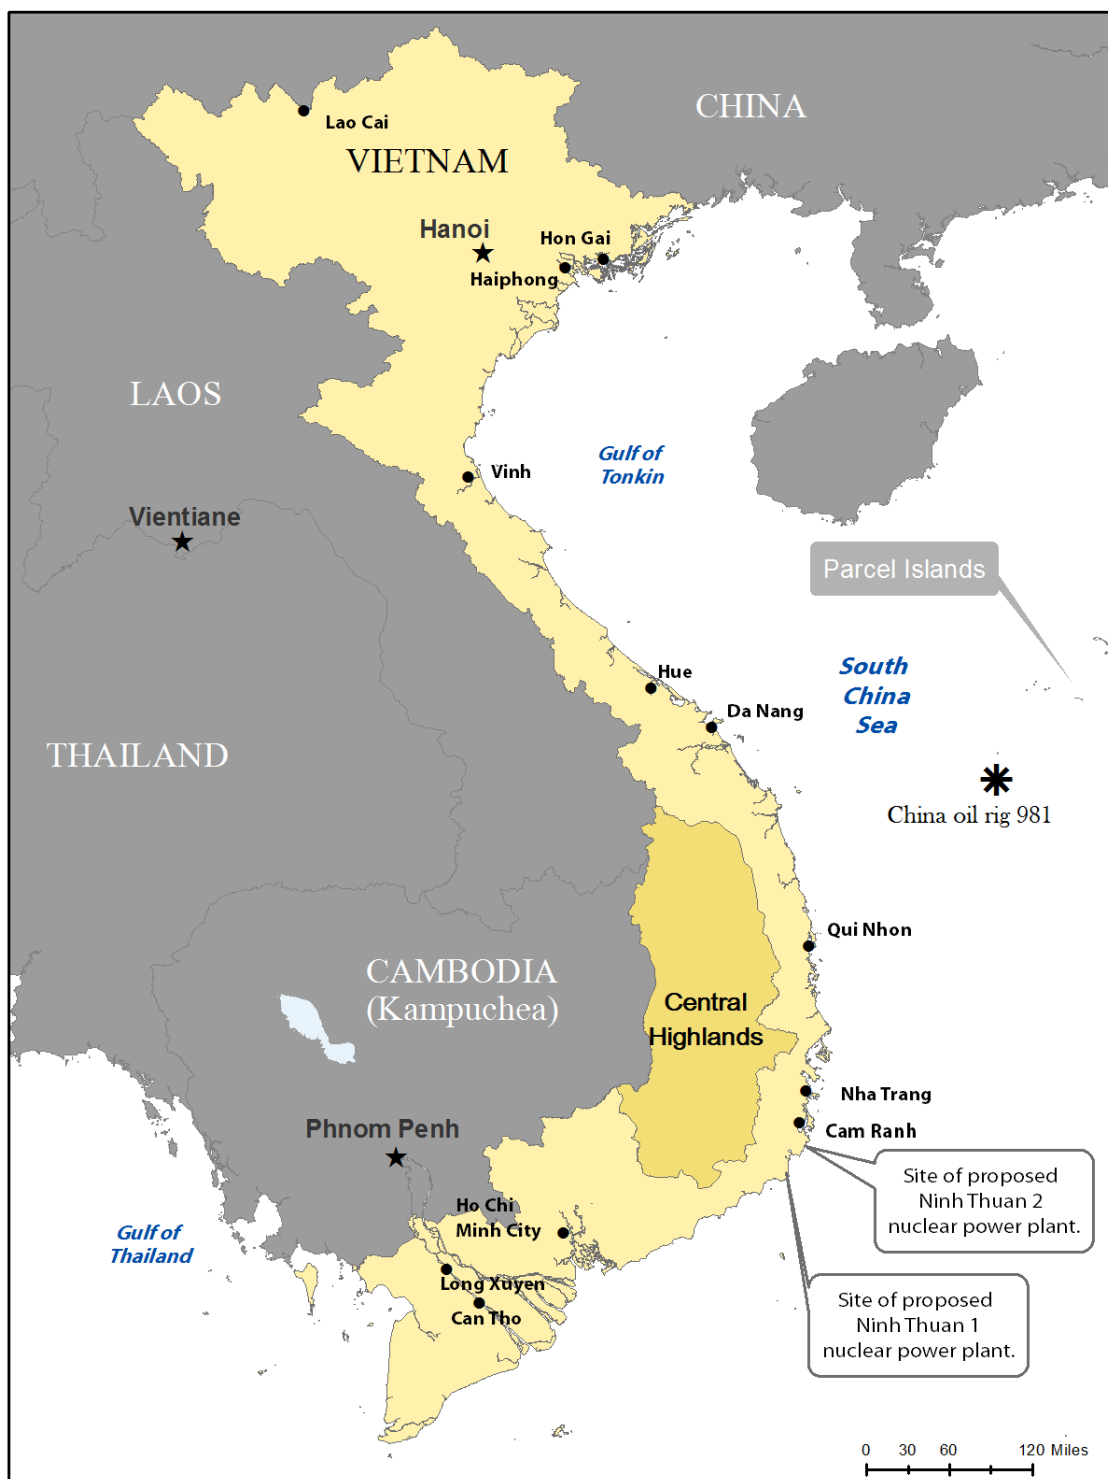 CHINA
Lao Cai
VIETNAM
Hanoi
Hon Gai
Haiphong
LAOS
Gulf of
Tonkin
Vinh
Vientiane
Parcel Islands
South
China
Sea
Hue
Da Nang
THAILAND
China oil rig 981
Qui Nhon
CAMBODIA
(Kampuchea)
Central
Highlands
Nha Trang
Cam Ranh
Phnom Penh
Site of proposed
Ninh Thuan 2
nuclear power plant.
Ho Chi
Minh City
Gulf of
Thailand
Long Xuyen
Can Tho
Site of proposed
Ninh Thuan 1
nuclear power plant.
0 30 60 120 Miles